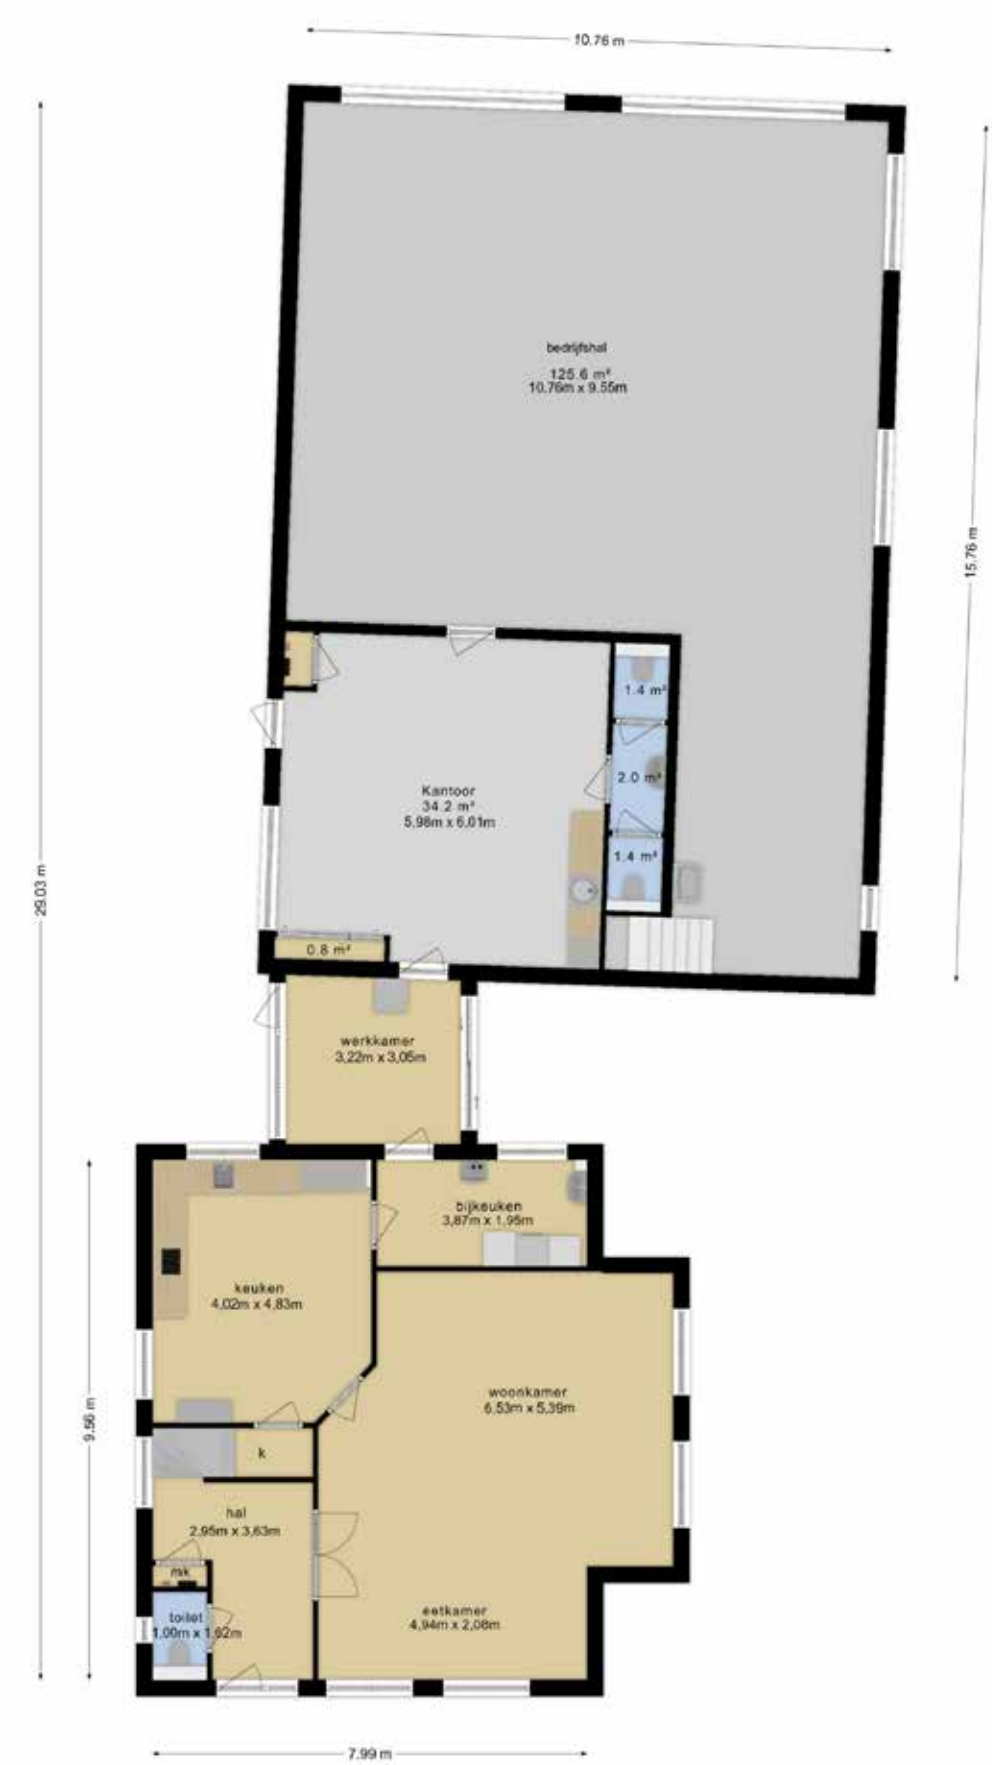 10.76 m
bedrijfshal
125.6 m²
10.76m x 9.55m
15.76 m
1.4 m²
2.0 m²
Kantoor
34.2 m²
5,98m x 6,01m
1.4 m²
29.03 m
0.8 m²
werkkamer
3,22m x 3,05m
bijkeuken
3,87m x 1,95m
keuken
4,02m x 4,83m
woonkamer
6,53m x 5,39m
9.56 m
k
hal
2,95m x 3,63m
mk
eetkamer
4,94m x 2,08m
toilet
1,00m x 1,62m
7.99 m